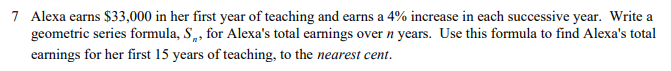 7 Alexa earns $33,000 in her first year of teaching and earns a 4% increase in each successive year. Write a
geometric series formula, Sₙ, for Alexa's total earnings over n years. Use this formula to find Alexa's total
earnings for her first 15 years of teaching, to the nearest cent.